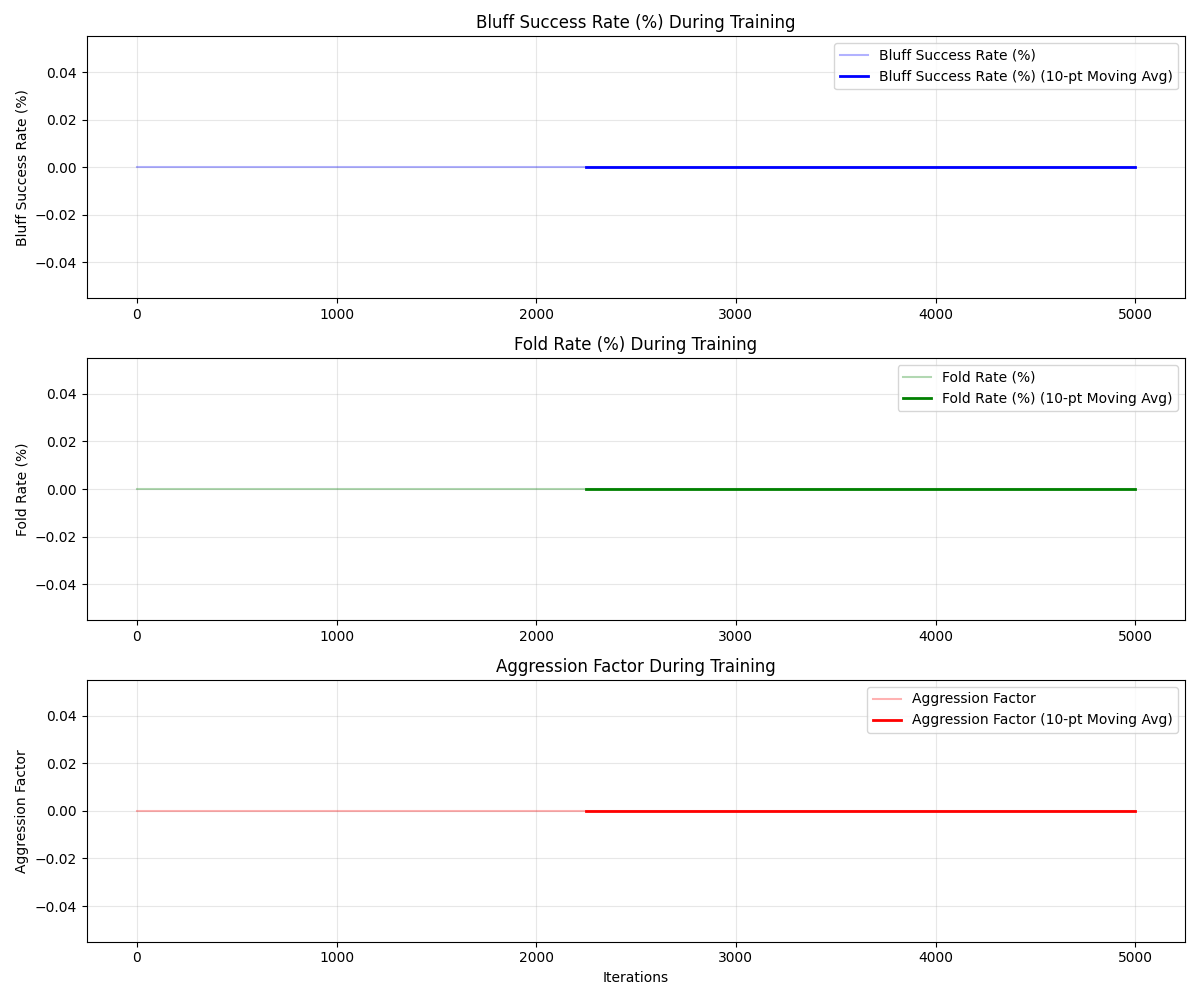 Bluff Success Rate (%) During Training
Bluff Success Rate (%)
Bluff Success Rate (%) (10-pt Moving Avg)
Bluff Success Rate (%)
0.04
0.02
0.00
−0.02
−0.04
0 1000 2000 3000 4000 5000
Fold Rate (%) During Training
Fold Rate (%)
Fold Rate (%) (10-pt Moving Avg)
Fold Rate (%)
0.04
0.02
0.00
−0.02
−0.04
0 1000 2000 3000 4000 5000
Aggression Factor During Training
Aggression Factor
Aggression Factor (10-pt Moving Avg)
Aggression Factor
0.04
0.02
0.00
−0.02
−0.04
0 1000 2000 3000 4000 5000
Iterations